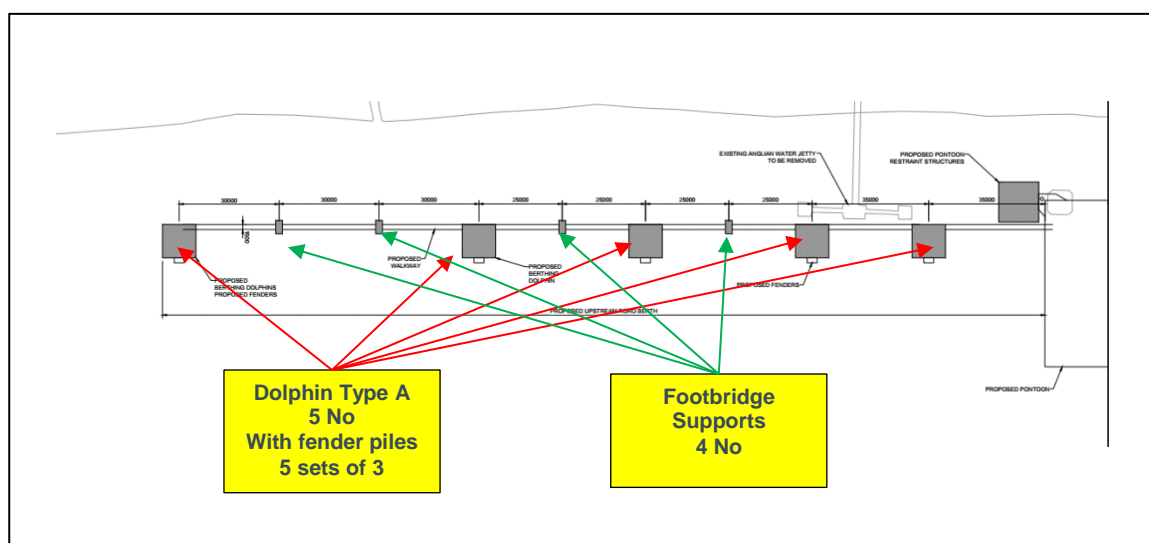 EXISTING ANGLIAN WATER JETTY
TO BE REMOVED
PROPOSED PONTOON
RESTRAINT STRUCTURES
30000
30000
30000
25000
25000
25000
35000
35000
PROPOSED
BERTHING DOLPHINS
PROPOSED FENDERS
PROPOSED
WALKWAY
PROPOSED
BERTHING
DOLPHIN
PROPOSED FENDERS
PROPOSED UPSTREAM RORO BERTH
PROPOSED PONTOON
Dolphin Type A
5 No
With fender piles
5 sets of 3
Footbridge
Supports
4 No